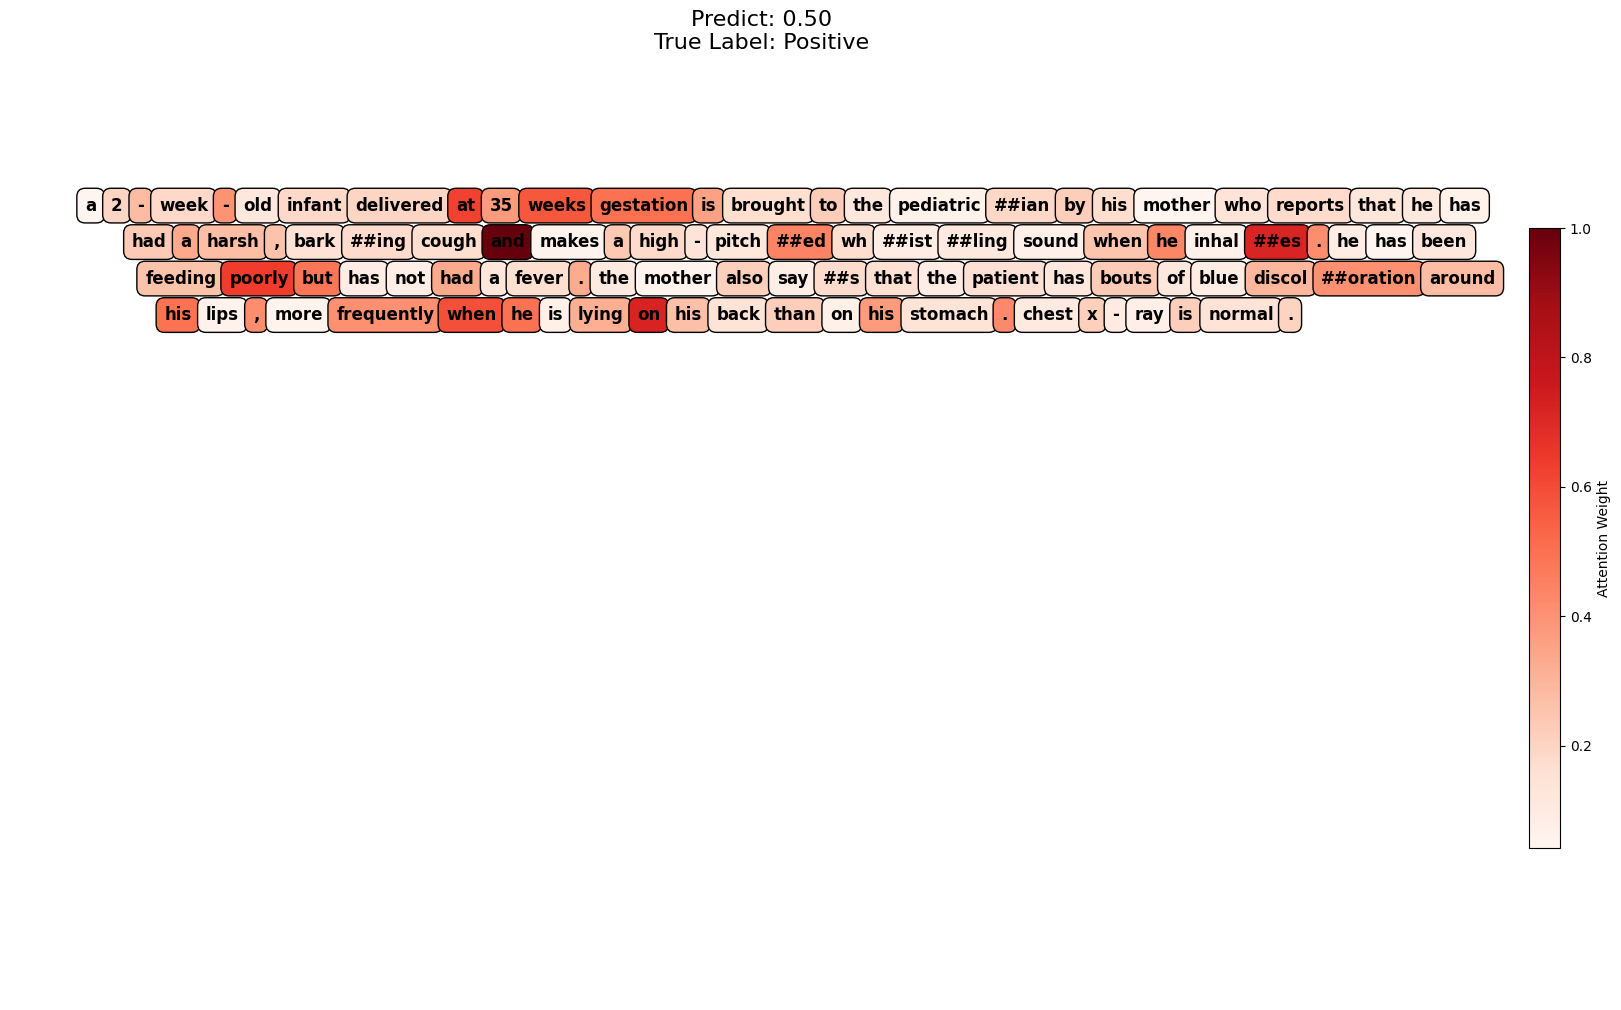 Predict: 0.50
True Label: Positive
a 2 - week - old infant delivered at 35 weeks gestation is brought to the pediatric ##ian by his mother who reports that he has
had a harsh , bark ##ing cough and makes a high - pitch ##ed wh ##ist ##ling sound when he inhal ##es . he has been
feeding poorly but has not had a fever . the mother also say ##s that the patient has bouts of blue discol ##oration around
his lips , more frequently when he is lying on his back than on his stomach . chest x - ray is normal .
1.0
0.8
0.6
0.4
0.2
Attention Weight